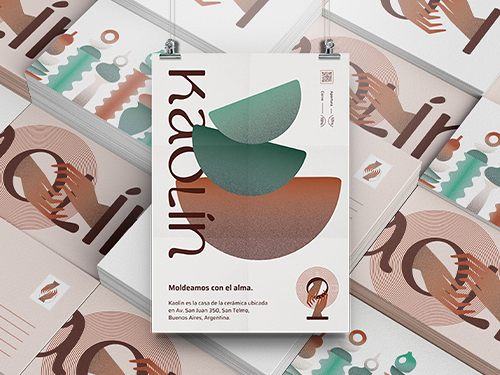 Kaolin
Moldeamos con el alma.
Kaolin es la casa de la cerámica ubicada
en Av. San Juan 350, San Telmo,
Buenos Aires, Argentina.